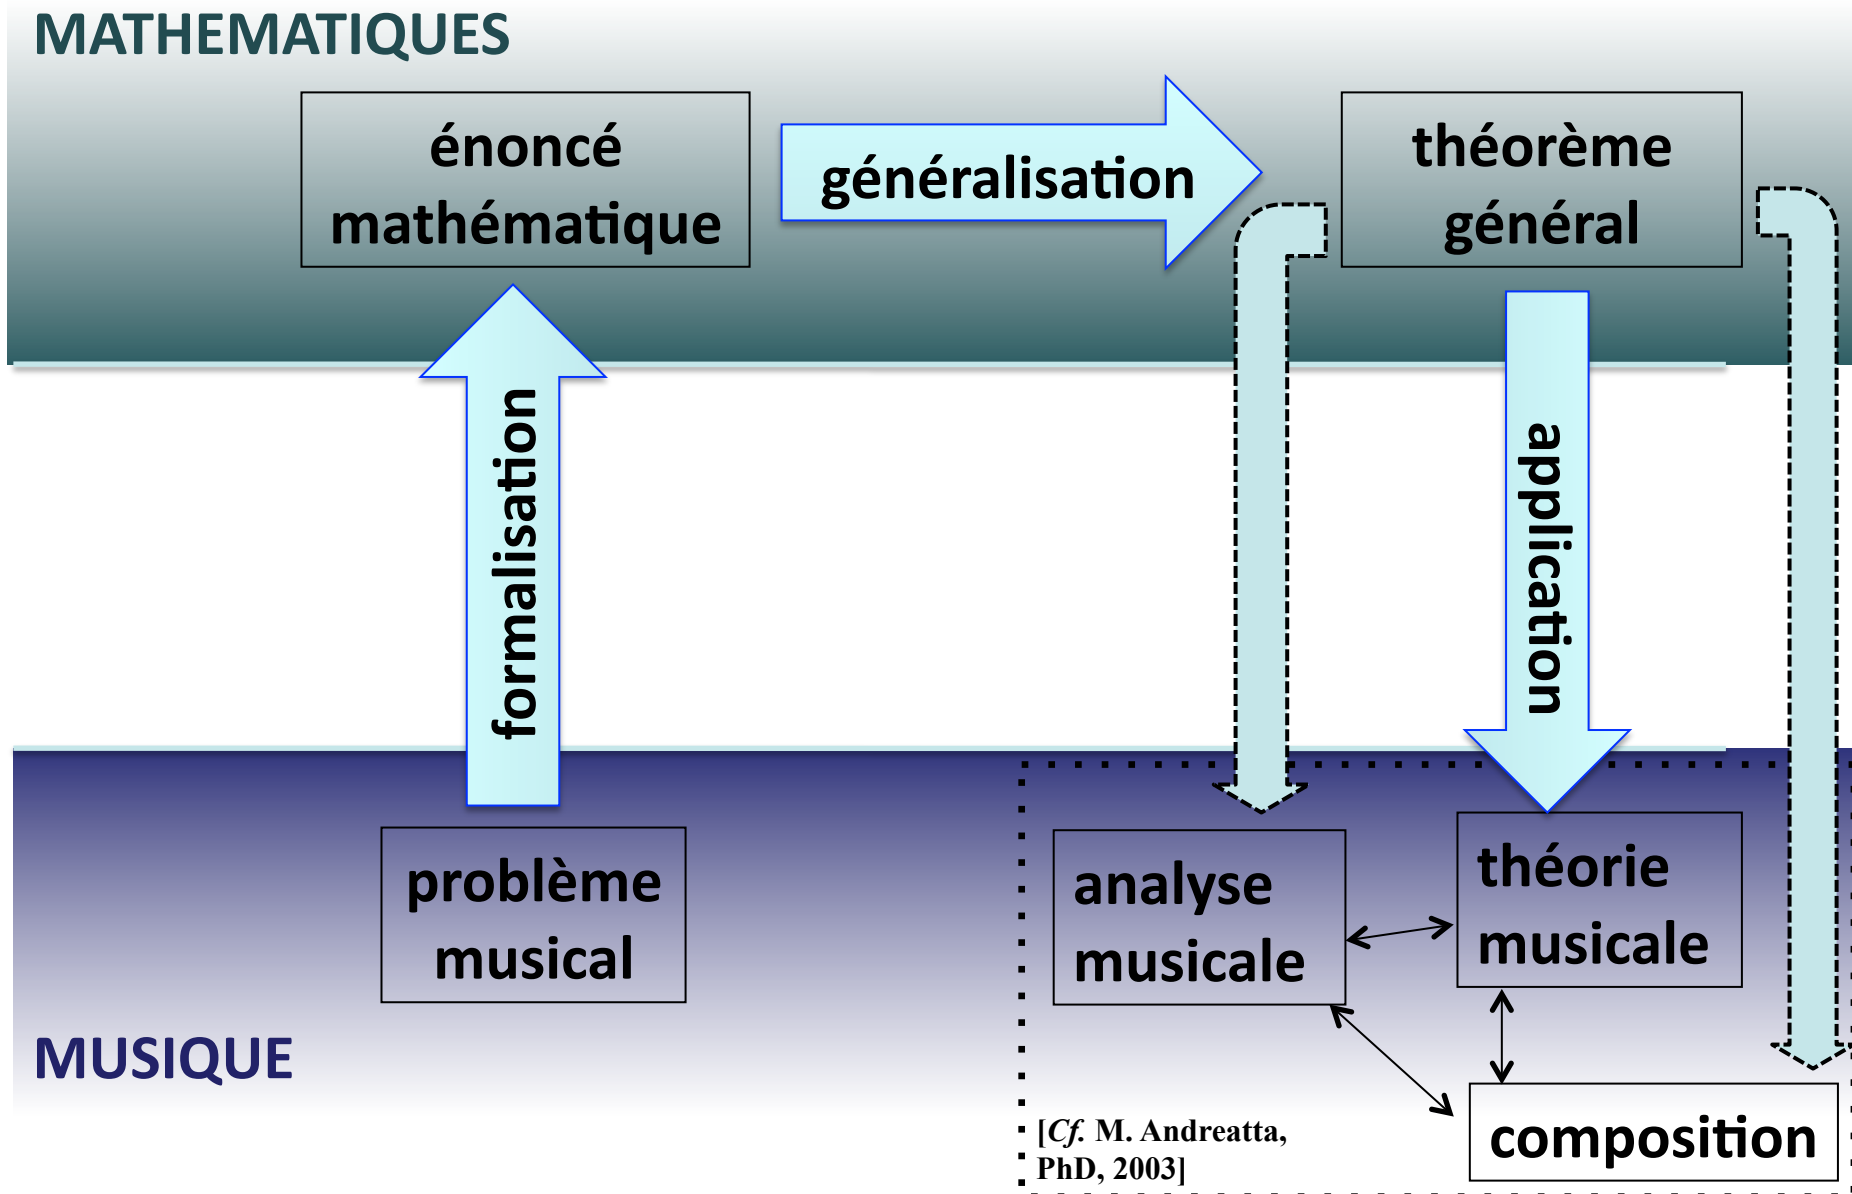 MATHEMATIQUES
énoncé
mathématique
généralisation
théorème
général
formalisation
application
problème
musical
analyse
musicale
théorie
musicale
MUSIQUE
[Cf. M. Andreatta,
PhD, 2003]
composition